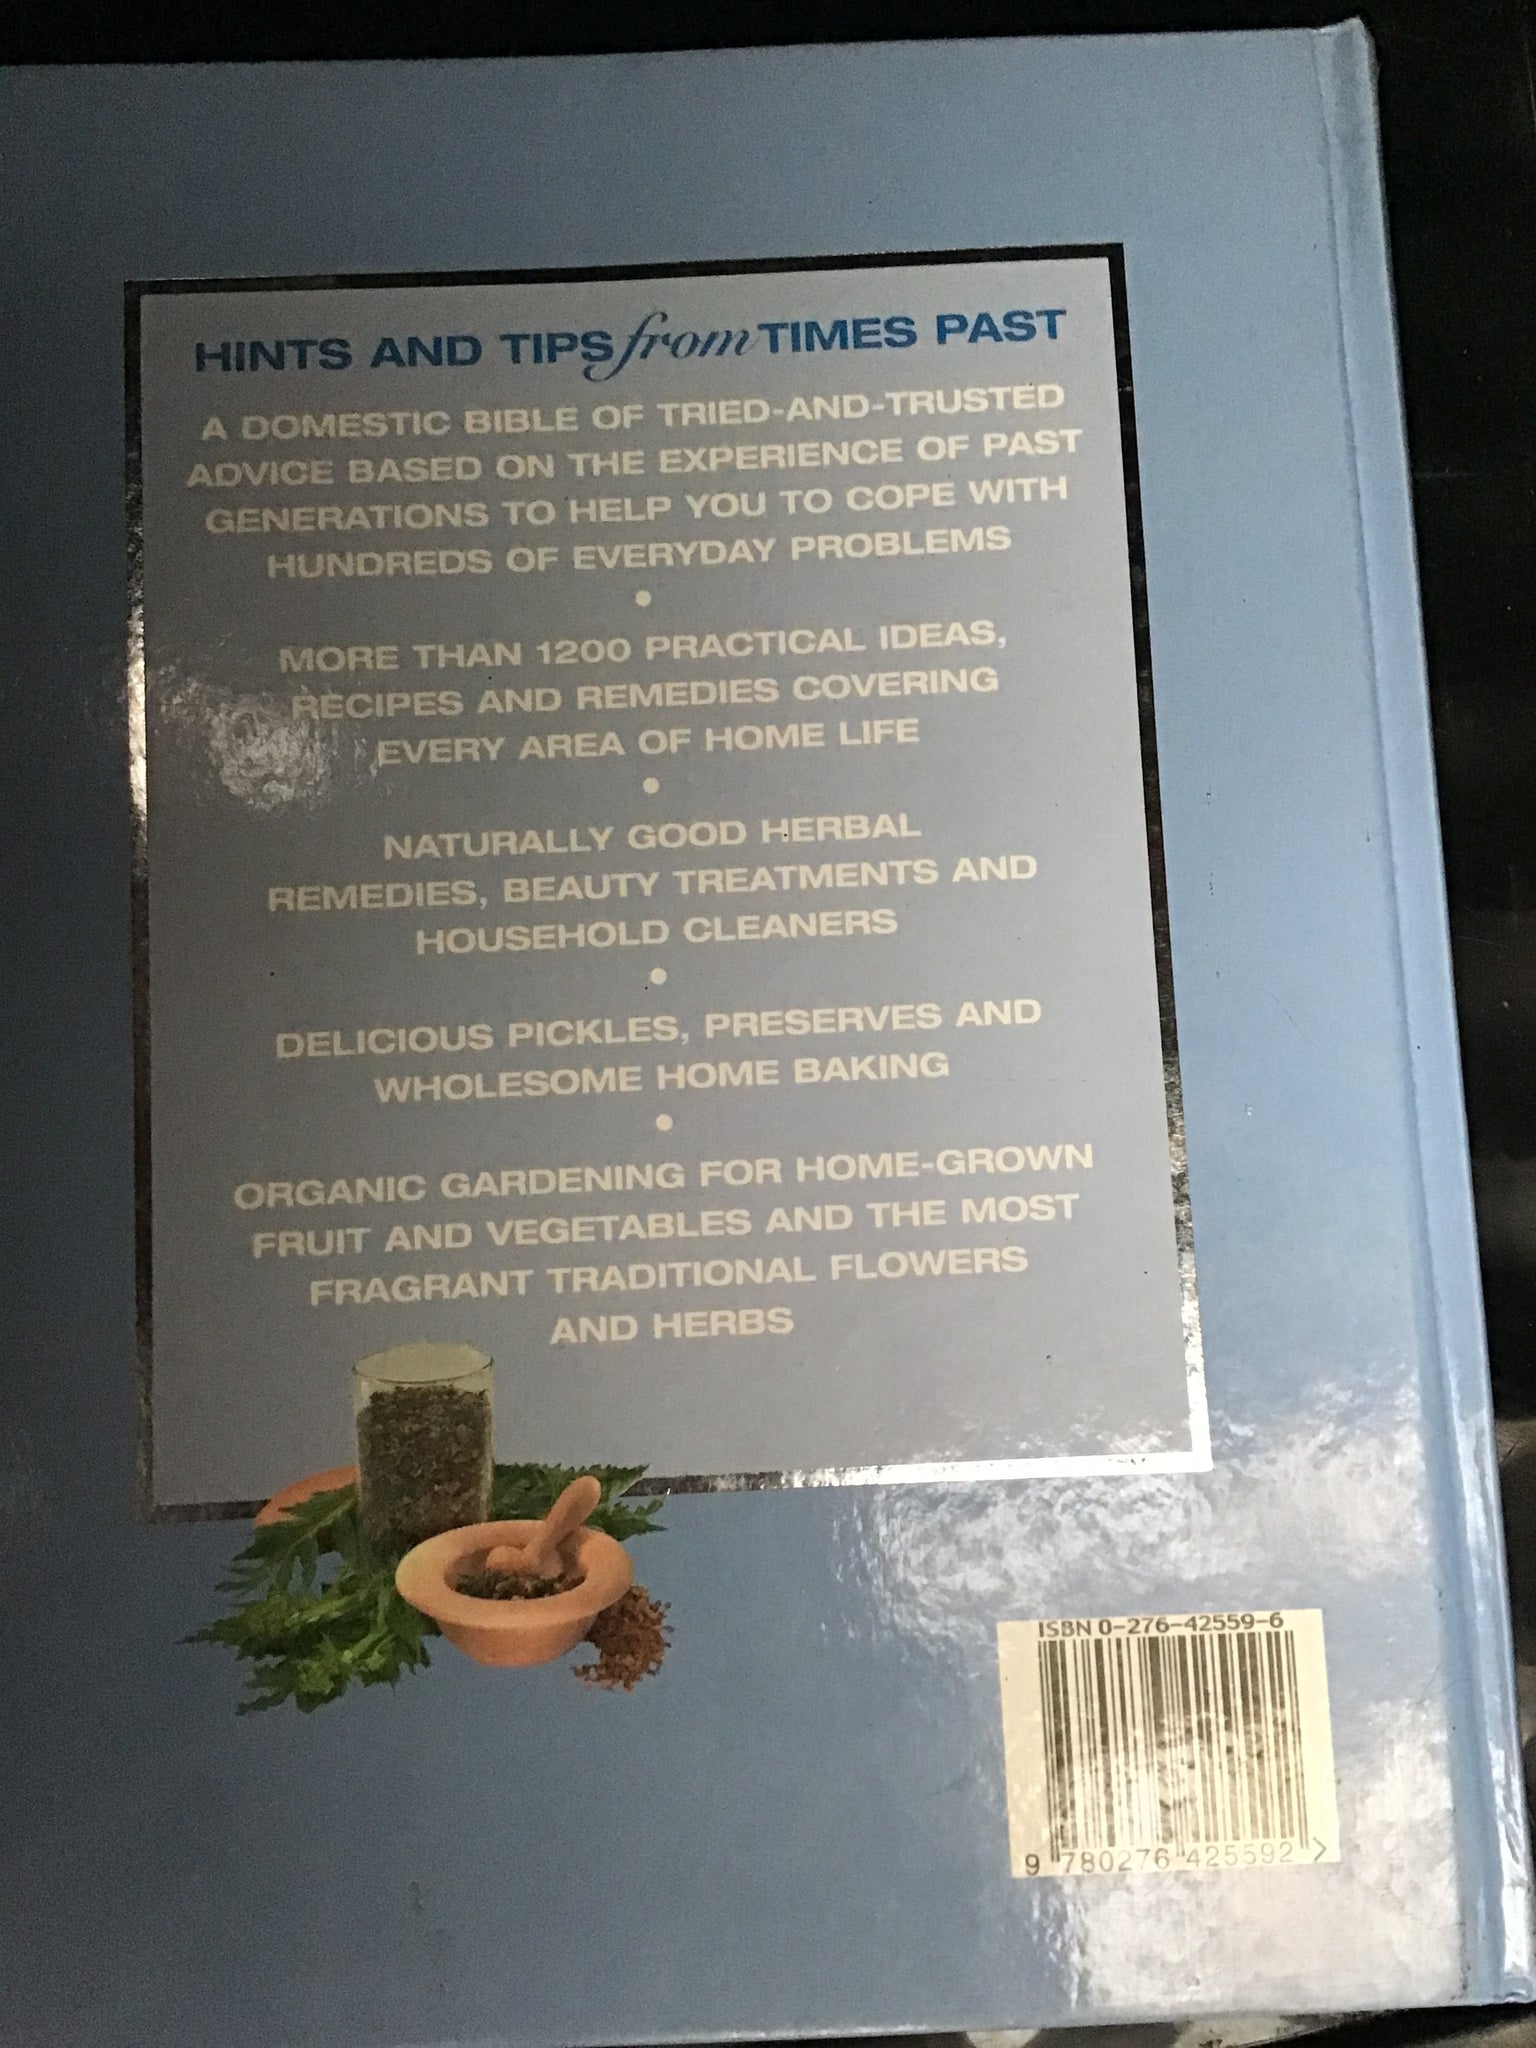 HINTS AND TIPS from TIMES PAST
A DOMESTIC BIBLE OF TRIED-AND-TRUSTED
ADVICE BASED ON THE EXPERIENCE OF PAST
GENERATIONS TO HELP YOU TO COPE WITH
HUNDREDS OF EVERYDAY PROBLEMS
•
MORE THAN 1200 PRACTICAL IDEAS,
RECIPES AND REMEDIES COVERING
EVERY AREA OF HOME LIFE
•
NATURALLY GOOD HERBAL
REMEDIES, BEAUTY TREATMENTS AND
HOUSEHOLD CLEANERS
•
DELICIOUS PICKLES, PRESERVES AND
WHOLESOME HOME BAKING
•
ORGANIC GARDENING FOR HOME-GROWN
FRUIT AND VEGETABLES AND THE MOST
FRAGRANT TRADITIONAL FLOWERS
AND HERBS
ISBN 0-276-42559-6
9 780276 425592 >